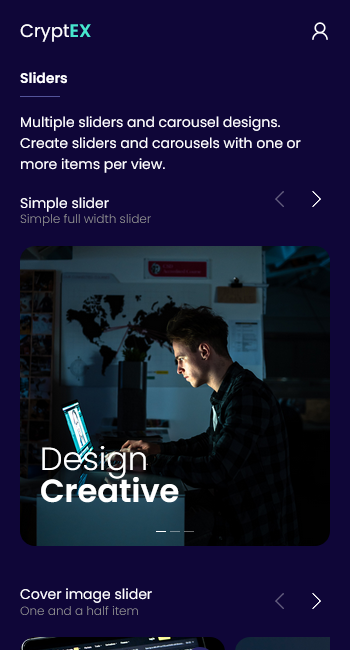 CryptEX
Sliders
Multiple sliders and carousel designs.
Create sliders and carousels with one or
more items per view.
Simple slider
Simple full width slider
Design
Creative
Cover image slider
One and a half item